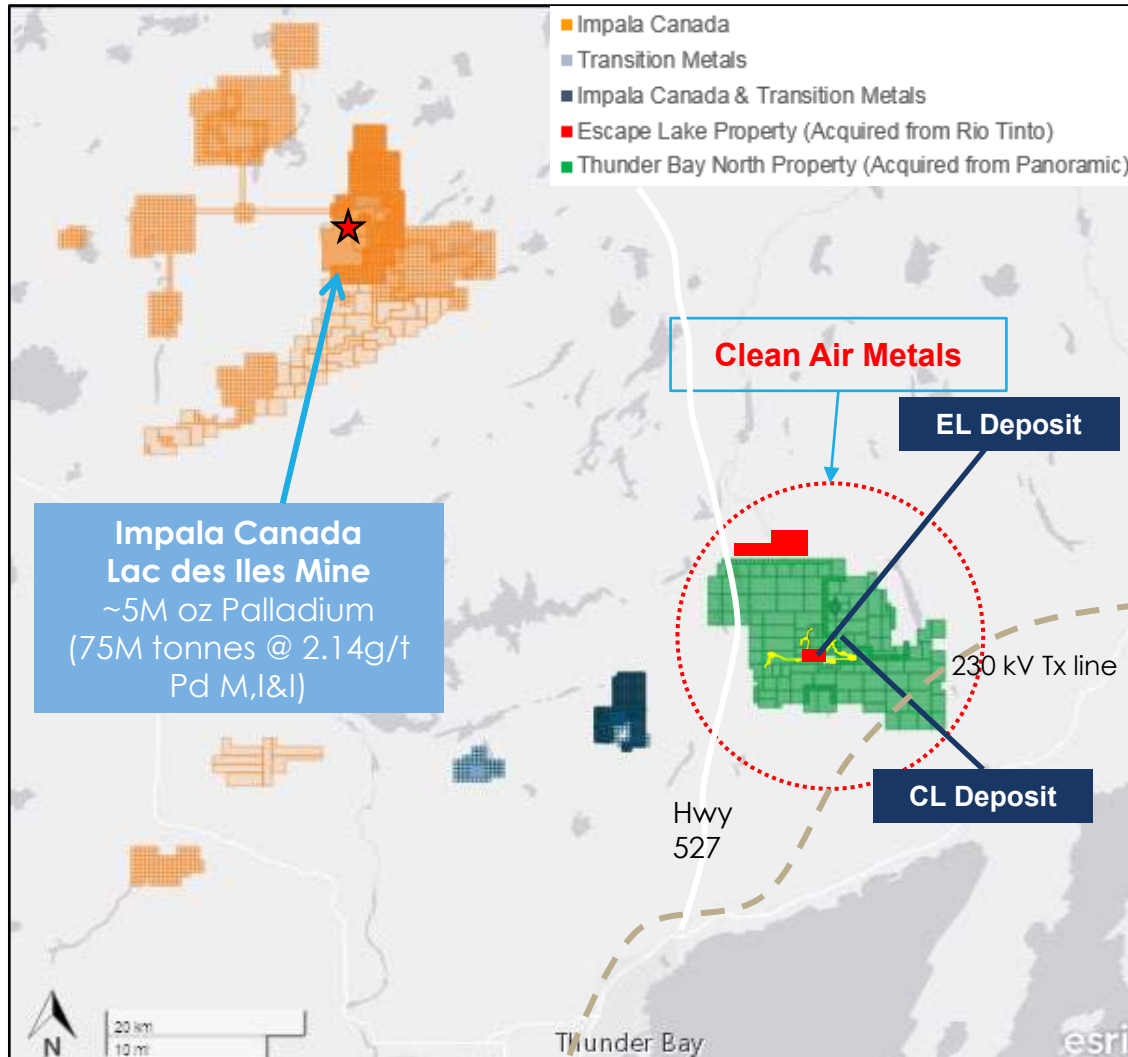 Impala Canada
Transition Metals
Impala Canada & Transition Metals
Escape Lake Property (Acquired from Rio Tinto)
Thunder Bay North Property (Acquired from Panoramic)
Clean Air Metals
EL Deposit
Impala Canada
Lac des Iles Mine
~5M oz Palladium
(75M tonnes @ 2.14g/t
Pd M,I&I)
230 kV Tx line
CL Deposit
Hwy
527
N
20 km
10 m
Thunder Bay
esri